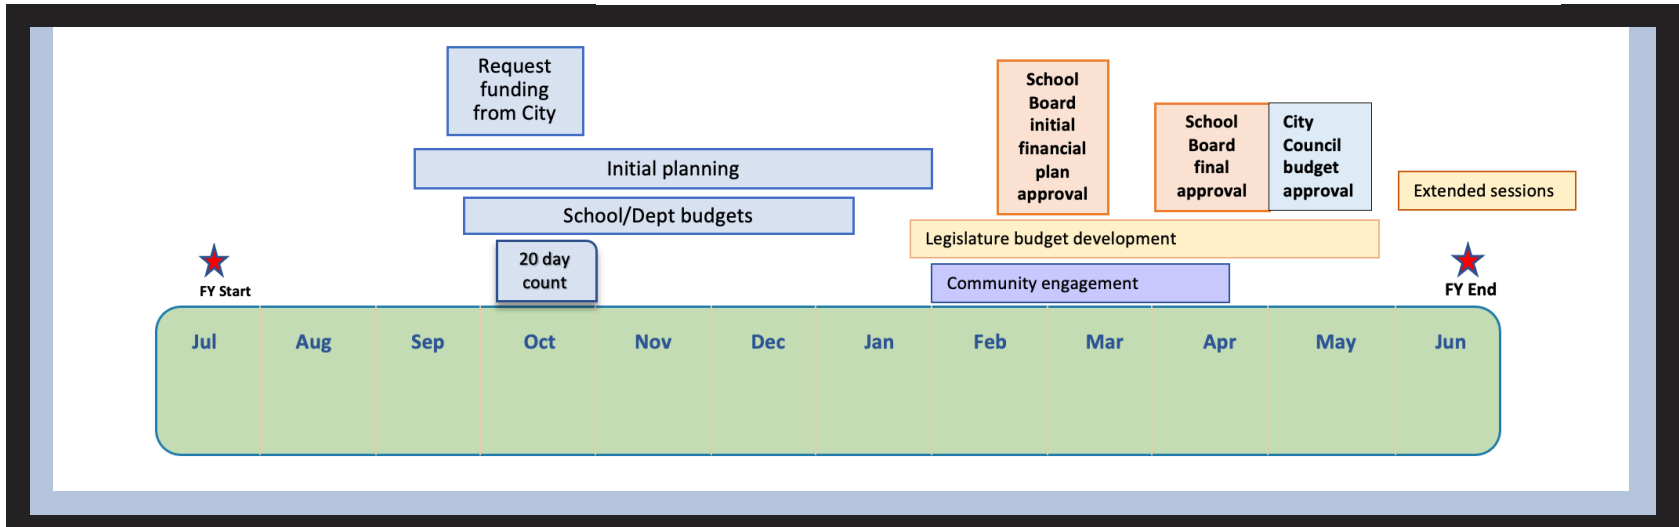 Request
funding
from City
School
Board
initial
financial
plan
approval
School
Board
final
approval
City
Council
budget
approval
Initial planning
Extended sessions
School/Dept budgets
Legislature budget development
20 day
count
Community engagement
FY Start
FY End
Jul Aug Sep Oct Nov Dec Jan Feb Mar Apr May Jun